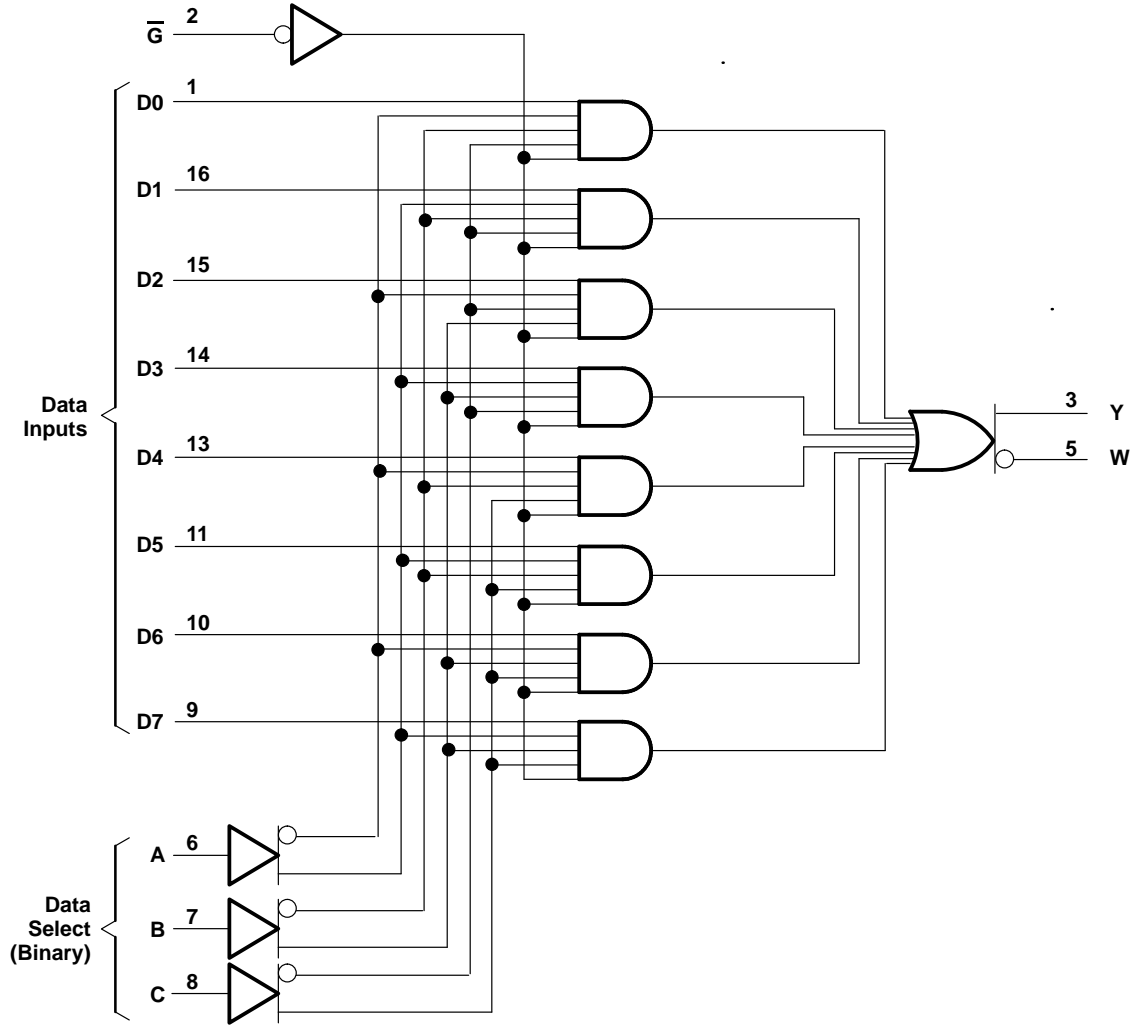 G 2
D0 1
D1 16
D2 15
D3 14
Data
Inputs
3 Y
D4 13
5 W
D5 11
D6 10
D7 9
A 6
Data
Select
(Binary)
B 7
C 8